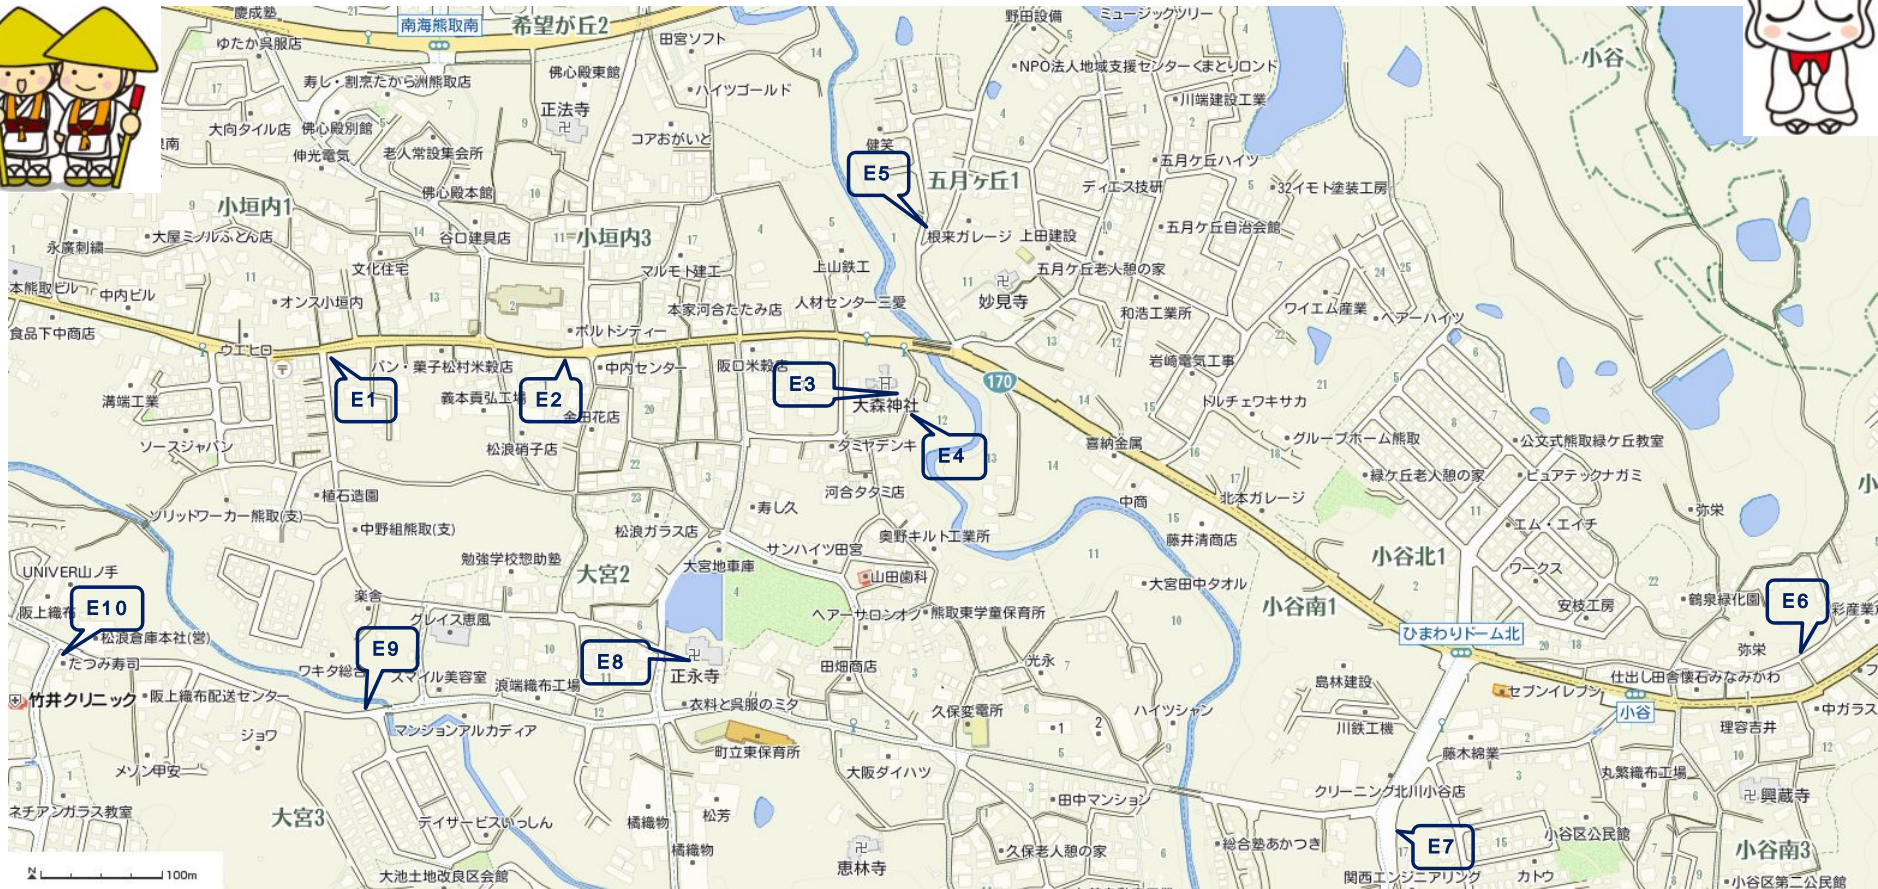 慶成塾
21
南海熊取南
希望が丘2
田宮ソフト
14
野田設備
ミュージックツリー
小谷
ゆたか呉服店
寿し・割烹たから洲熊取店
佛心殿東館
NPO法人地域支援センターくまとりロンド
17
ハイツゴールド
川端建設工業
大向タイル店
佛心殿別館
正法寺
コアおがいと
健笑
伸光電気
老人常設集会所
五月ケ丘ハイツ
E5
五月ヶ丘1
ディエス技研
32イモト塗装工房
佛心殿本館
小垣内1
大屋ミノルふとん店
谷口建具店
小垣内3
根来ガレージ
上田建設
五月ケ丘自治会館
永廣刺繍
文化住宅
マルモト建工
上山鉄工
五月ケ丘老人憩の家
本熊取ビル
中内ビル
オンス小垣内
本家河合たたみ店
人材センター三愛
妙見寺
和浩工業所
ワイエム産業
ヘアーハイツ
食品下中商店
ウエヒロ
ポルトシティー
パン・菓子松村米穀店
中内センター
阪口米穀店
170
岩崎電気工事
E1
E2
E3
溝端工業
義本貢弘工場
金田花店
大森神社
ドルチェワキサカ
ソースジャパン
松浪硝子店
タミヤデンキ
E4
喜納金属
グループホーム熊取
公文式熊取緑ケ丘教室
緑ケ丘老人憩の家
ピュアテックナガミ
植石造園
河合タタミ店
中商
北本ガレージ
弥栄
ソリッドワーカー熊取(支)
中野組熊取(支)
松浪ガラス店
寿し久
奥野キルト工業所
藤井清商店
エム・エイチ
勉強学校惣助塾
大宮地車庫
サンハイツ田宮
小谷北1
UNIVER山ノ手
大宮2
山田歯科
大宮田中タオル
ワークス
阪上織布
E10
楽舎
グレイス恵風
ヘアーサロンオノ
熊取東学童保育所
小谷南1
安枝工房
鶴泉緑化園
E6
松浪倉庫本社(営)
E9
ひまわりドーム北
たつみ寿司
ワキタ総合
スマイル美容室
E8
正永寺
田畑商店
光永
弥栄
竹井クリニック
阪上織布配送センター
浪端織布工場
衣料と呉服のミタ
久保変電所
ハイツシャン
島林建設
セブンイレブン
仕出し田舎懐石みなみかわ
小谷
中ガラス
ジョワ
マンションアルカディア
町立東保育所
川鉄工機
理容吉井
藤木綿業
メゾン甲安
大阪ダイハツ
丸繁織布工場
クリーニング北川小谷店
興蔵寺
ネチアンガラス教室
大宮3
デイサービスいっしん
橘織物
松芳
田中マンション
小谷区公民館
橘織物
恵林寺
久保老人憩の家
総合塾あかつき
E7
小谷南3
N
100m
大池土地改良区会館
関西エンジニアリング
カトウ
小谷区第二公民館